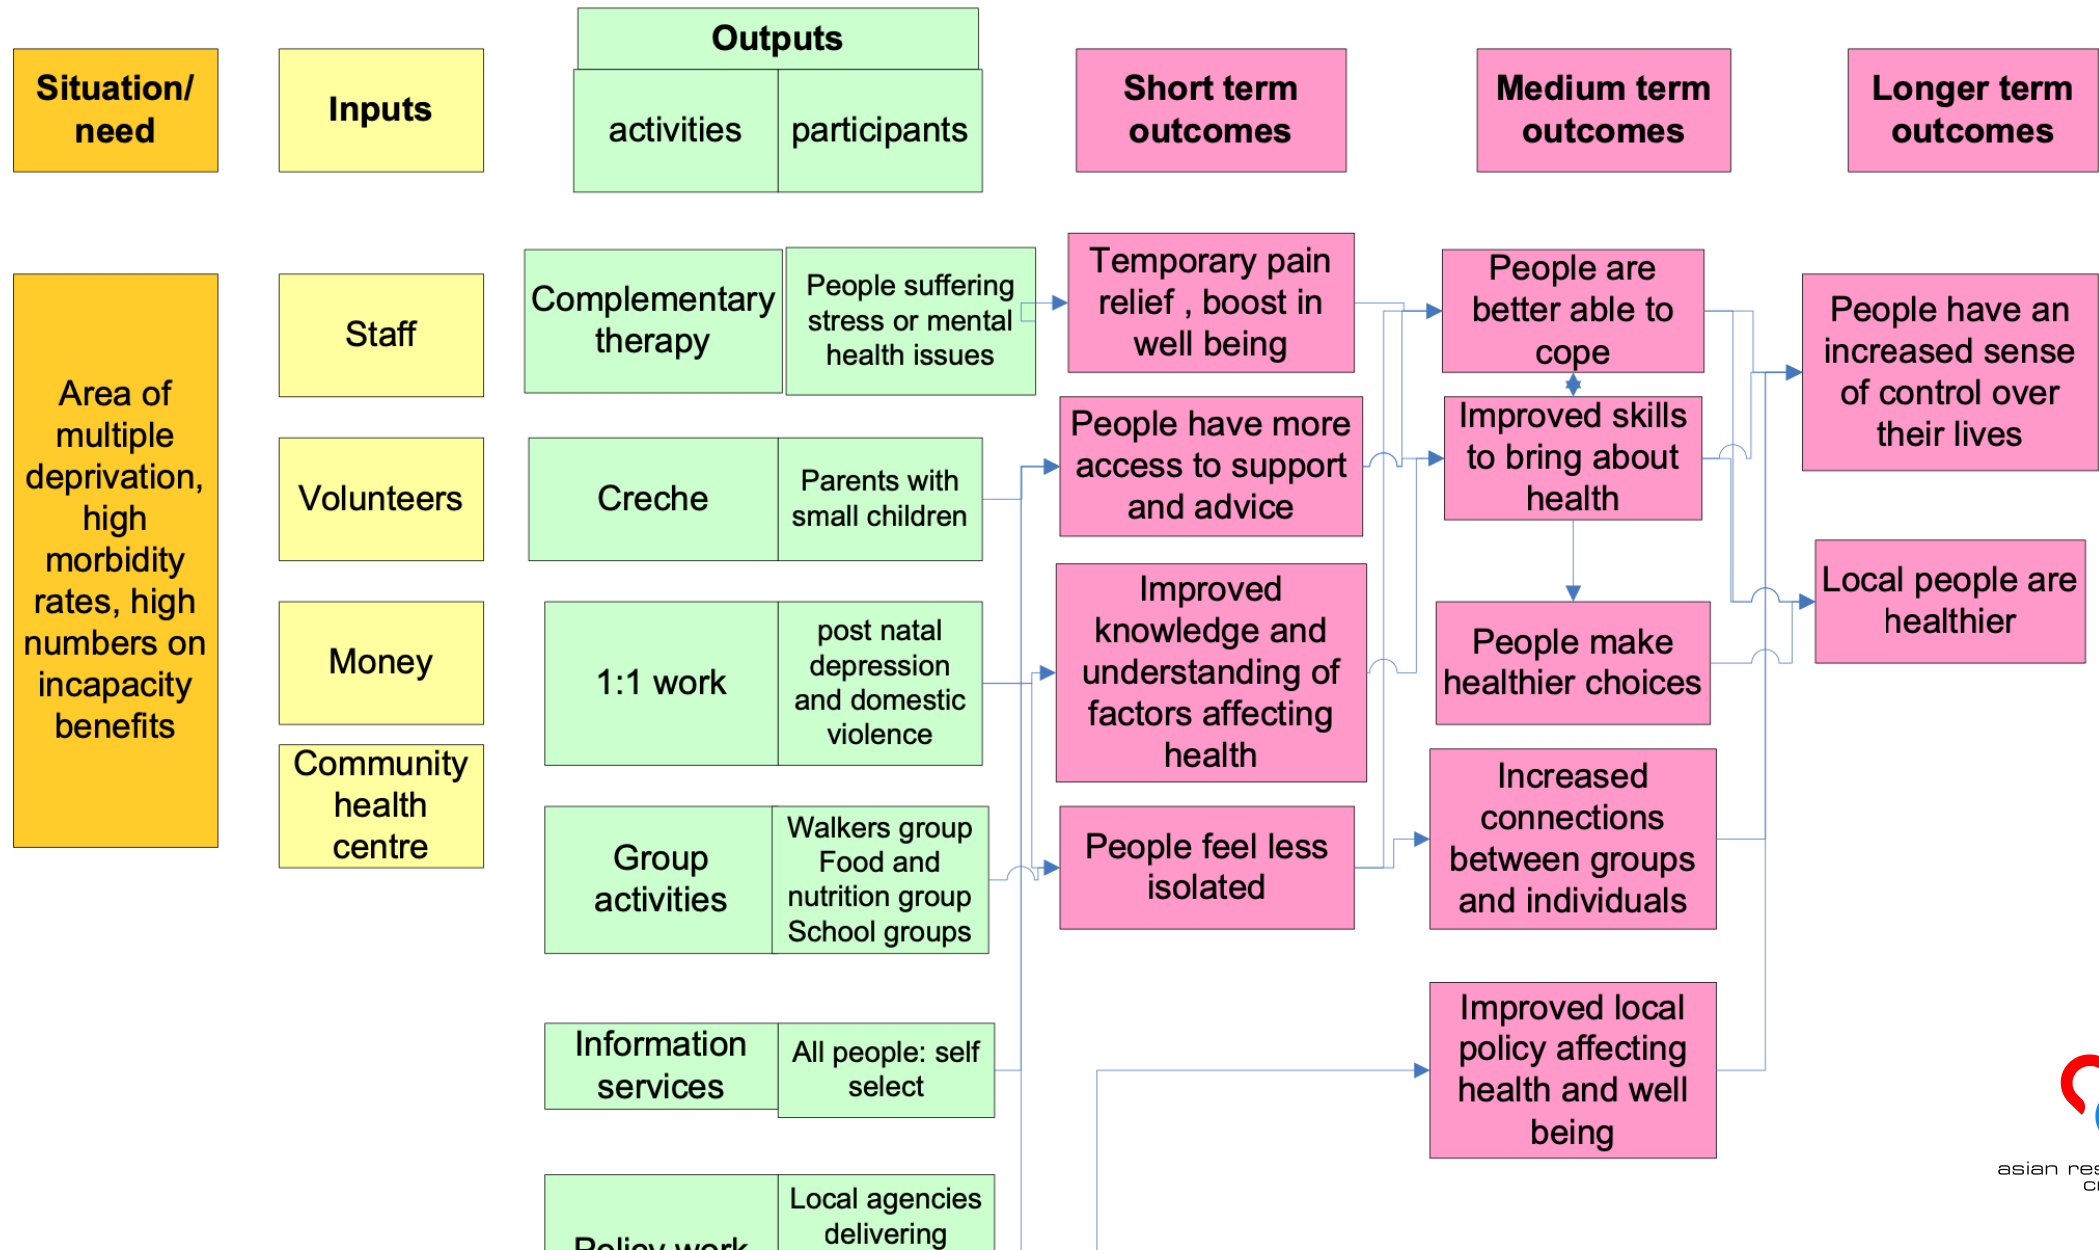 Outputs
Situation/
need
Inputs
activities
participants
Short term
outcomes
Medium term
outcomes
Longer term
outcomes
Area of
multiple
deprivation,
high
morbidity
rates, high
numbers on
incapacity
benefits
Staff
Volunteers
Money
Community
health
centre
Complementary
therapy
People suffering
stress or mental
health issues
Creche
Parents with
small children
1:1 work
post natal
depression
and domestic
violence
Group
activities
Walkers group
Food and
nutrition group
School groups
Information
services
All people: self
select
Policy work
Local agencies
delivering
Temporary pain
relief , boost in
well being
People have more
access to support
and advice
Improved
knowledge and
understanding of
factors affecting
health
People feel less
isolated
People are
better able to
cope
Improved skills
to bring about
health
People make
healthier choices
Increased
connections
between groups
and individuals
Improved local
policy affecting
health and well
being
People have an
increased sense
of control over
their lives
Local people are
healthier
asian